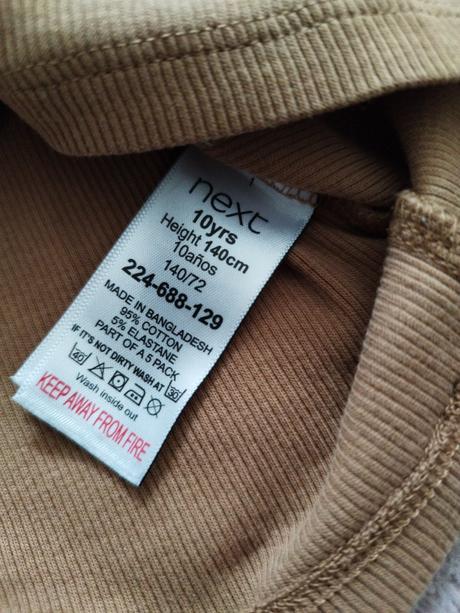 next
10yrs
Height 140cm
10años
140/72
224-688-129
MADE IN BANGLADESH
95% COTTON
5% ELASTANE
PART OF A 5 PACK
IF IT'S NOT DIRTY WASH AT 30
40
Wash inside out
KEEP AWAY FROM FIRE